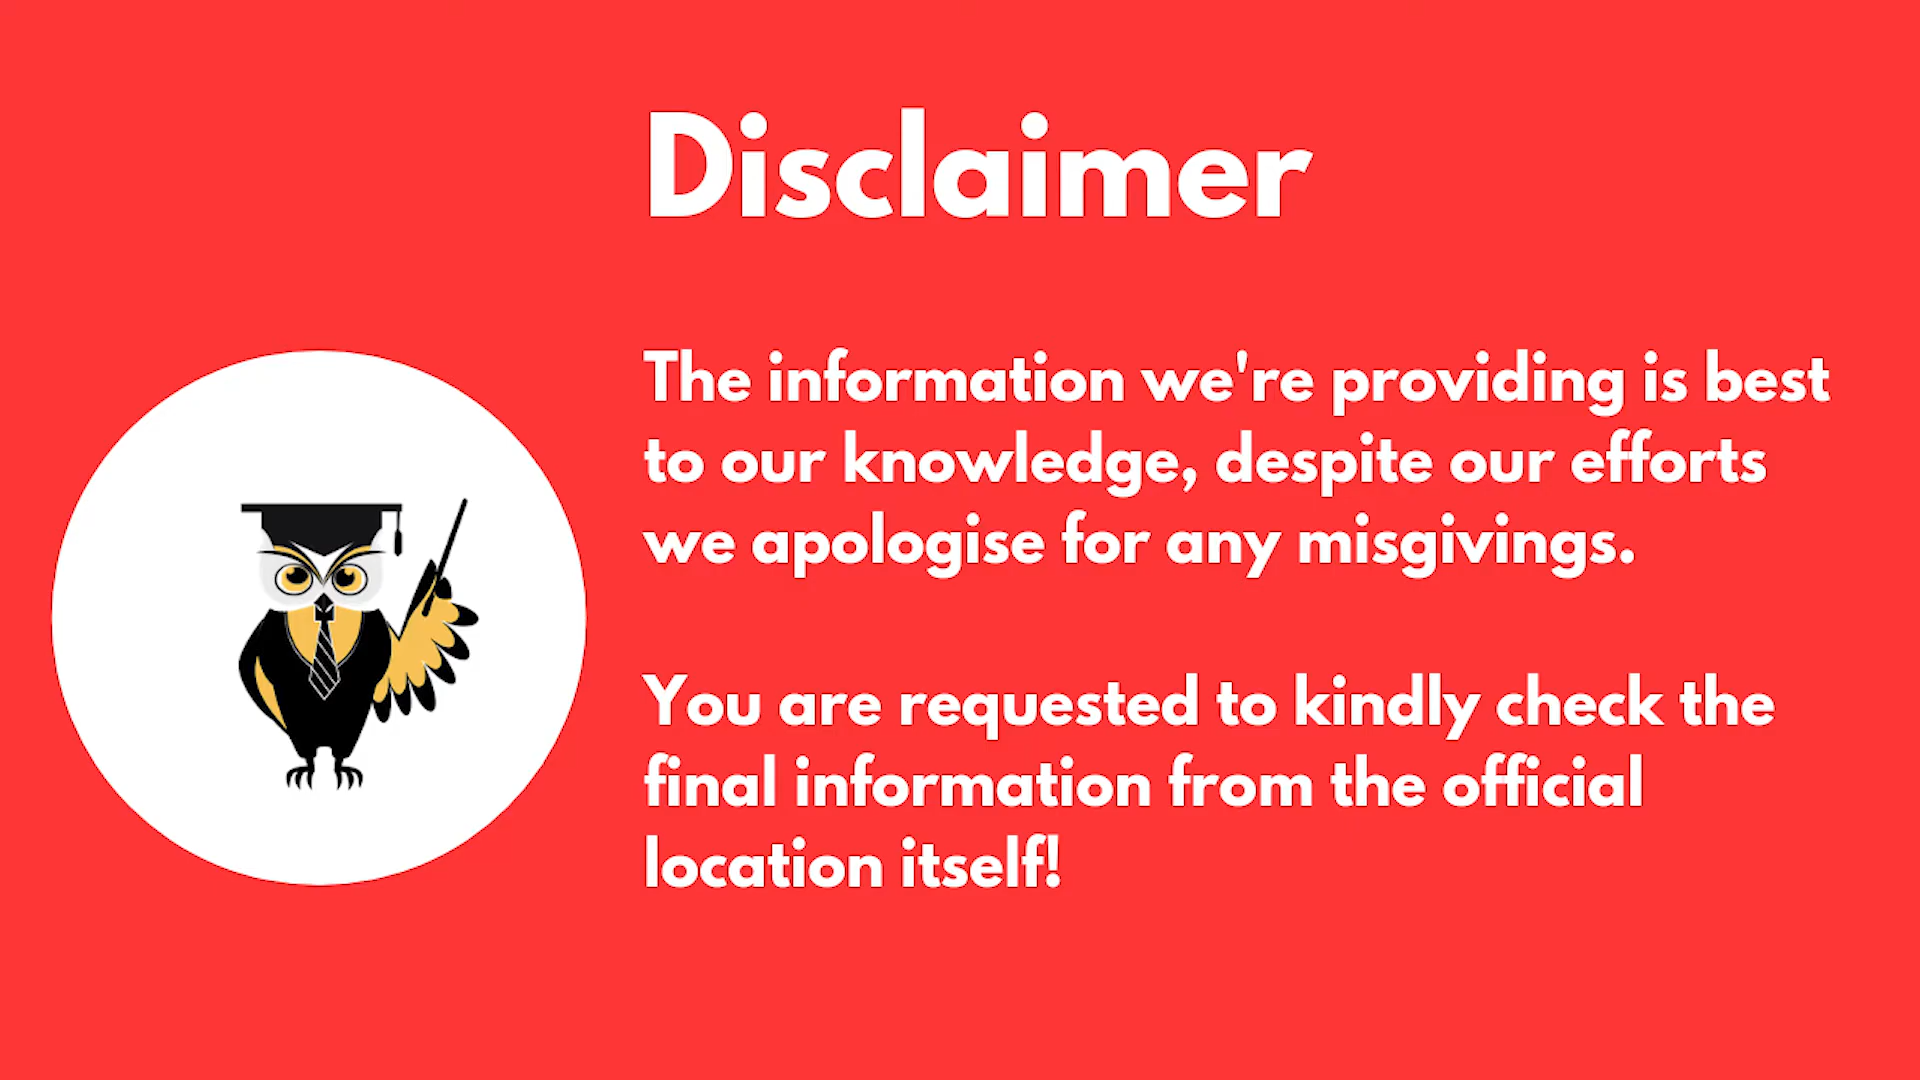 Disclaimer
The information we're providing is best
to our knowledge, despite our efforts
we apologise for any misgivings.
You are requested to kindly check the
final information from the official
location itself!